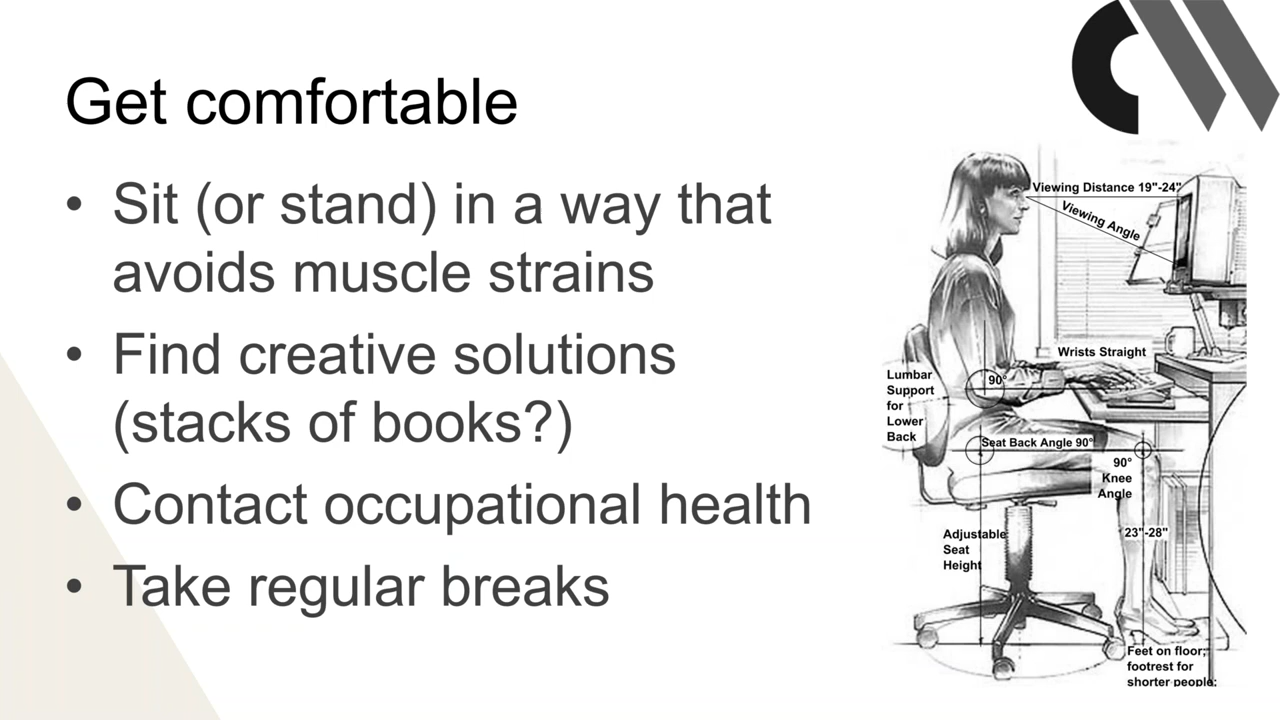 Get comfortable
• Sit (or stand) in a way that
avoids muscle strains
• Find creative solutions
(stacks of books?)
• Contact occupational health
• Take regular breaks
Viewing Distance 19"-24"
Viewing Angle
Wrists Straight
90°
Lumbar
Support
for
Lower
Back
Seat Back Angle 90°
90°
Knee
Angle
23"-28"
Adjustable
Seat
Height
Feet on floor;
footrest for
shorter people: